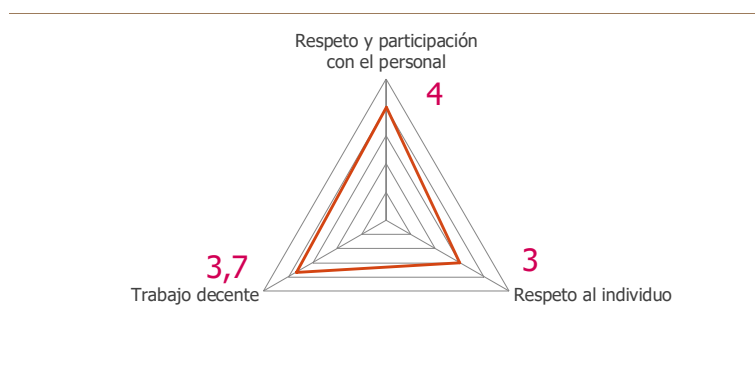 Respeto y participación
con el personal
4
3,7
3
Trabajo decente
Respeto al individuo